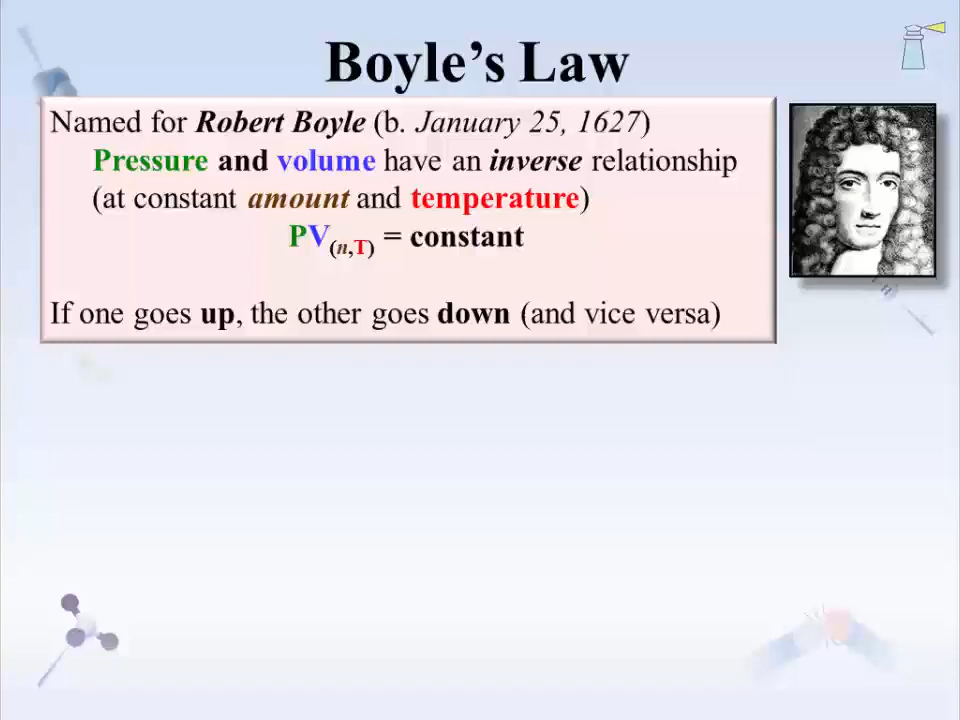 Boyle’s Law
Named for Robert Boyle (b. January 25, 1627)
Pressure and volume have an inverse relationship
(at constant amount and temperature)
PV(n,T) = constant
If one goes up, the other goes down (and vice versa)